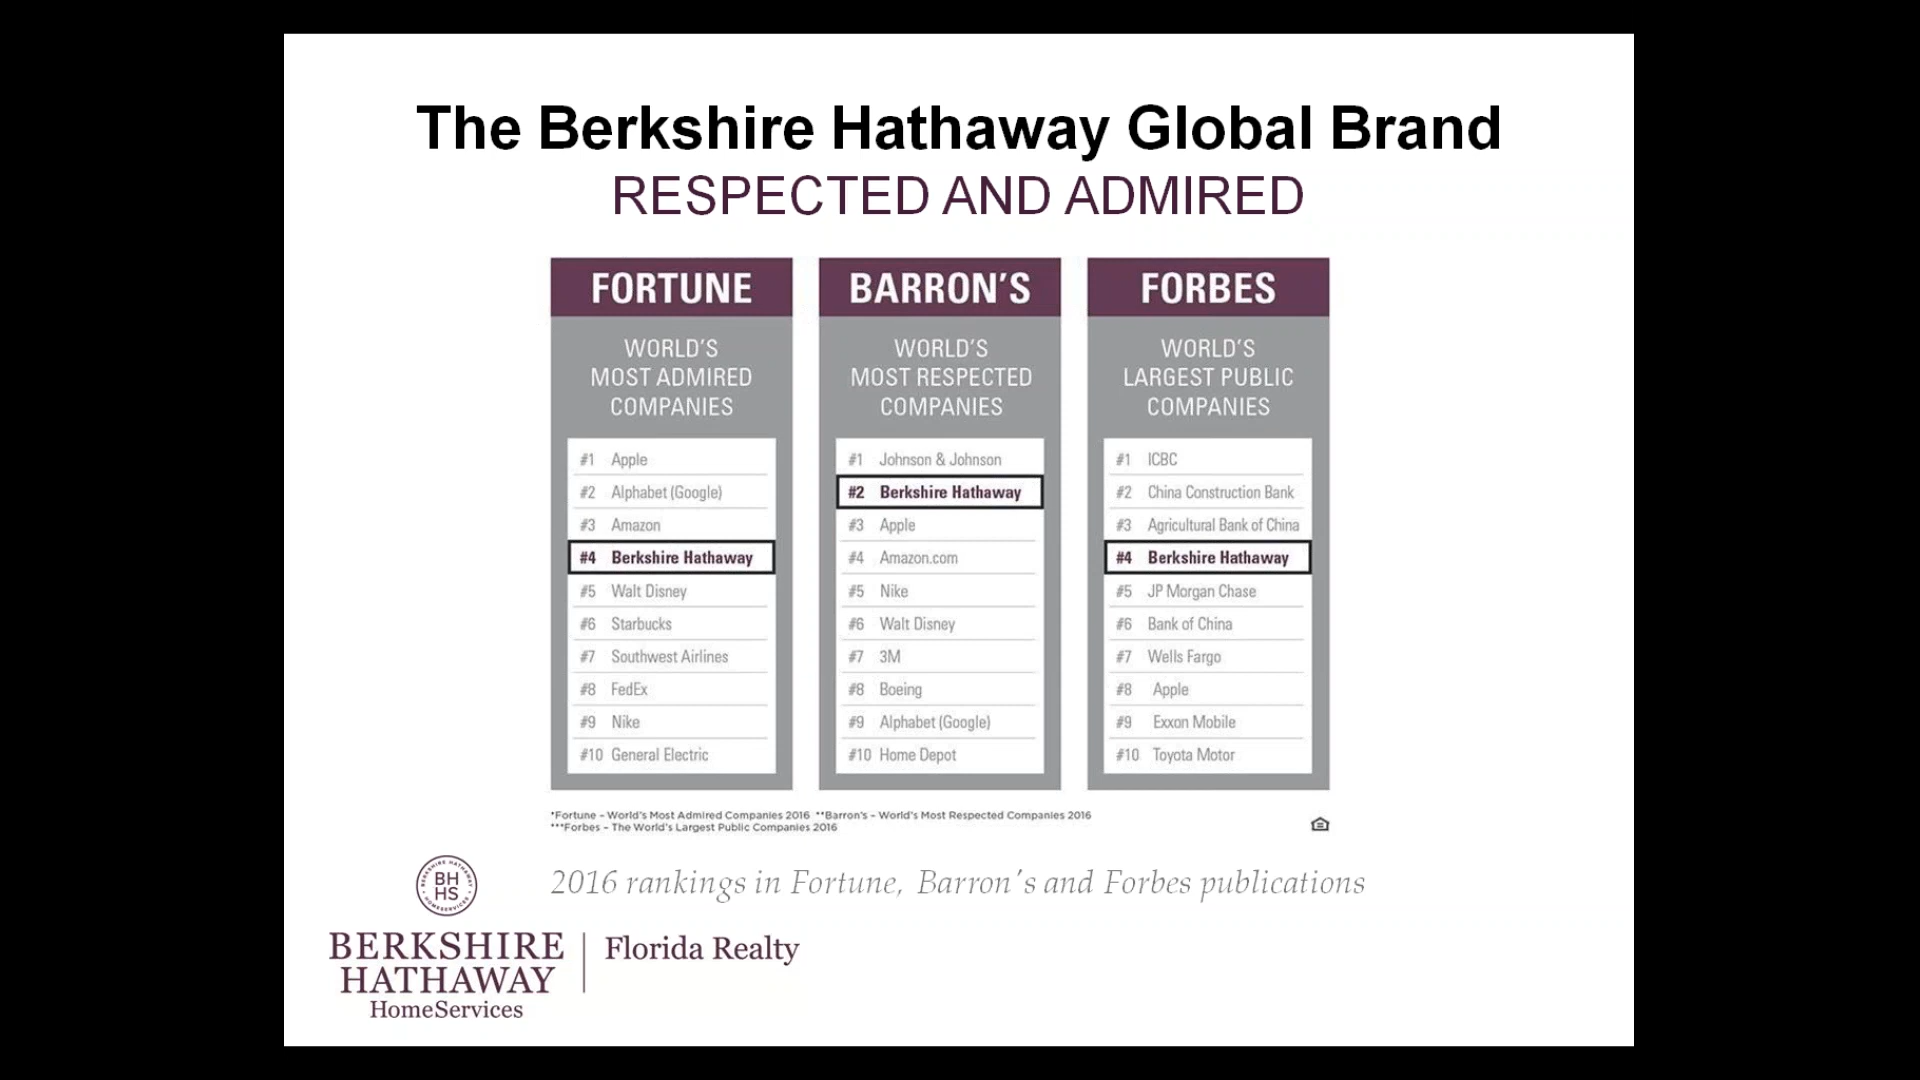 The Berkshire Hathaway Global Brand
RESPECTED AND ADMIRED
FORTUNE
WORLD'S
MOST ADMIRED
COMPANIES
#1 Apple
#2 Alphabet (Google)
#3 Amazon
#4 Berkshire Hathaway
#5 Walt Disney
#6 Starbucks
#7 Southwest Airlines
#8 FedEx
#9 Nike
#10 General Electric
BARRON'S
WORLD'S
MOST RESPECTED
COMPANIES
#1 Johnson & Johnson
#2 Berkshire Hathaway
#3 Apple
#4 Amazon.com
#5 Nike
#6 Walt Disney
#7 3M
#8 Boeing
#9 Alphabet (Google)
#10 Home Depot
FORBES
WORLD'S
LARGEST PUBLIC
COMPANIES
#1 ICBC
#2 China Construction Bank
#3 Agricultural Bank of China
#4 Berkshire Hathaway
#5 JP Morgan Chase
#6 Bank of China
#7 Wells Fargo
#8 Apple
#9 Exxon Mobile
#10 Toyota Motor
*Fortune – World's Most Admired Companies 2016 **Barron's – World's Most Respected Companies 2016
***Forbes – The World's Largest Public Companies 2016
2016 rankings in Fortune, Barron's and Forbes publications
BERKSHIRE HATHAWAY
BH
HS
HOMESERVICES
BERKSHIRE
HATHAWAY
HomeServices
Florida Realty